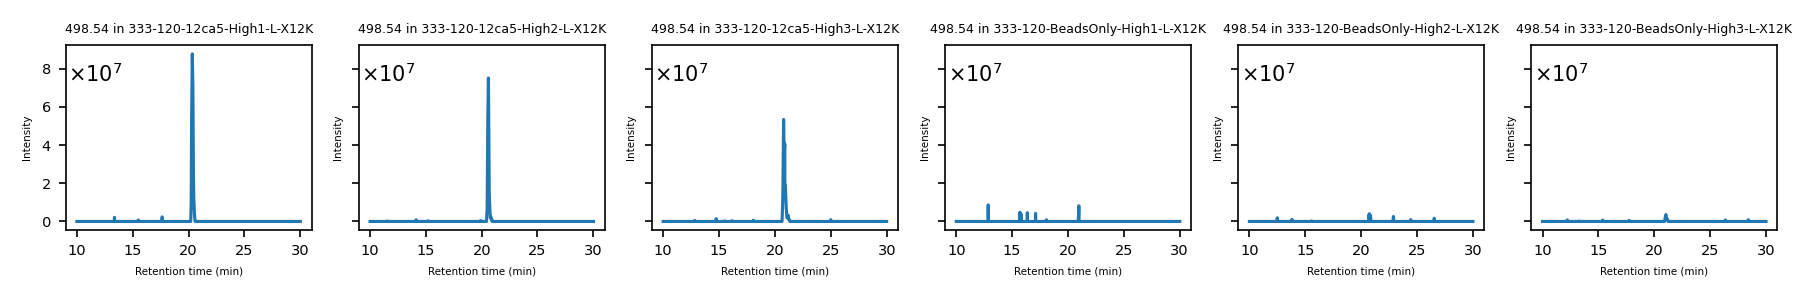 498.54 in 333-120-12ca5-High1-L-X12K
498.54 in 333-120-12ca5-High2-L-X12K
498.54 in 333-120-12ca5-High3-L-X12K
498.54 in 333-120-BeadsOnly-High1-L-X12K
498.54 in 333-120-BeadsOnly-High2-L-X12K
498.54 in 333-120-BeadsOnly-High3-L-X12K
×10⁷
×10⁷
×10⁷
×10⁷
×10⁷
×10⁷
8
6
4
2
0
Intensity
Intensity
Intensity
Intensity
Intensity
Intensity
10 15 20 25 30
10 15 20 25 30
10 15 20 25 30
10 15 20 25 30
10 15 20 25 30
10 15 20 25 30
Retention time (min)
Retention time (min)
Retention time (min)
Retention time (min)
Retention time (min)
Retention time (min)